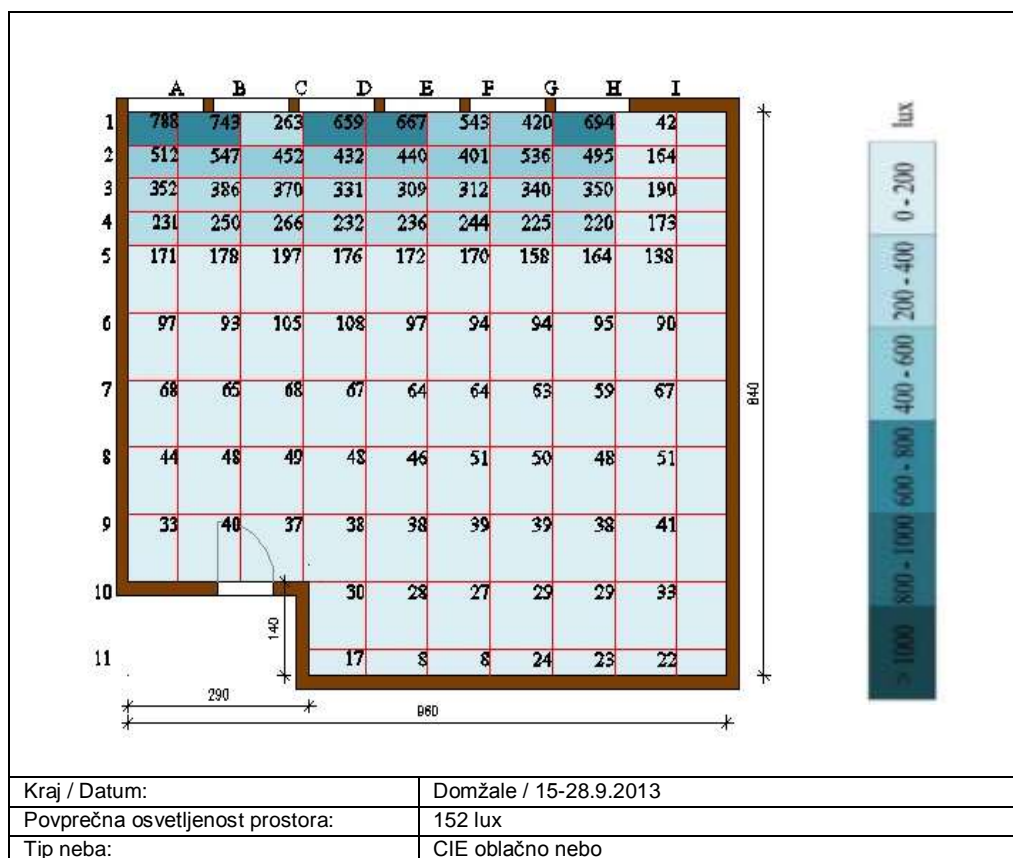 A B C D E F G H I
1 788 743 263 659 667 543 420 694 42
2 512 547 452 432 440 401 536 495 164
3 352 386 370 331 309 312 340 350 190
4 231 250 266 232 236 244 225 220 173
5 171 178 197 176 172 170 158 164 138
6 97 93 105 108 97 94 94 95 90
7 68 65 68 67 64 64 63 59 67
8 44 48 49 48 46 51 50 48 51
9 33 40 37 38 38 39 39 38 41
10 30 28 27 29 29 33
11 17 8 8 24 23 22
140
290
960
840
lux
0 - 200
200 - 400
400 - 600
600 - 800
800 - 1000
> 1000
Kraj / Datum: Domžale / 15-28.9.2013
Povprečna osvetljenost prostora: 152 lux
Tip neba: CIE oblačno nebo